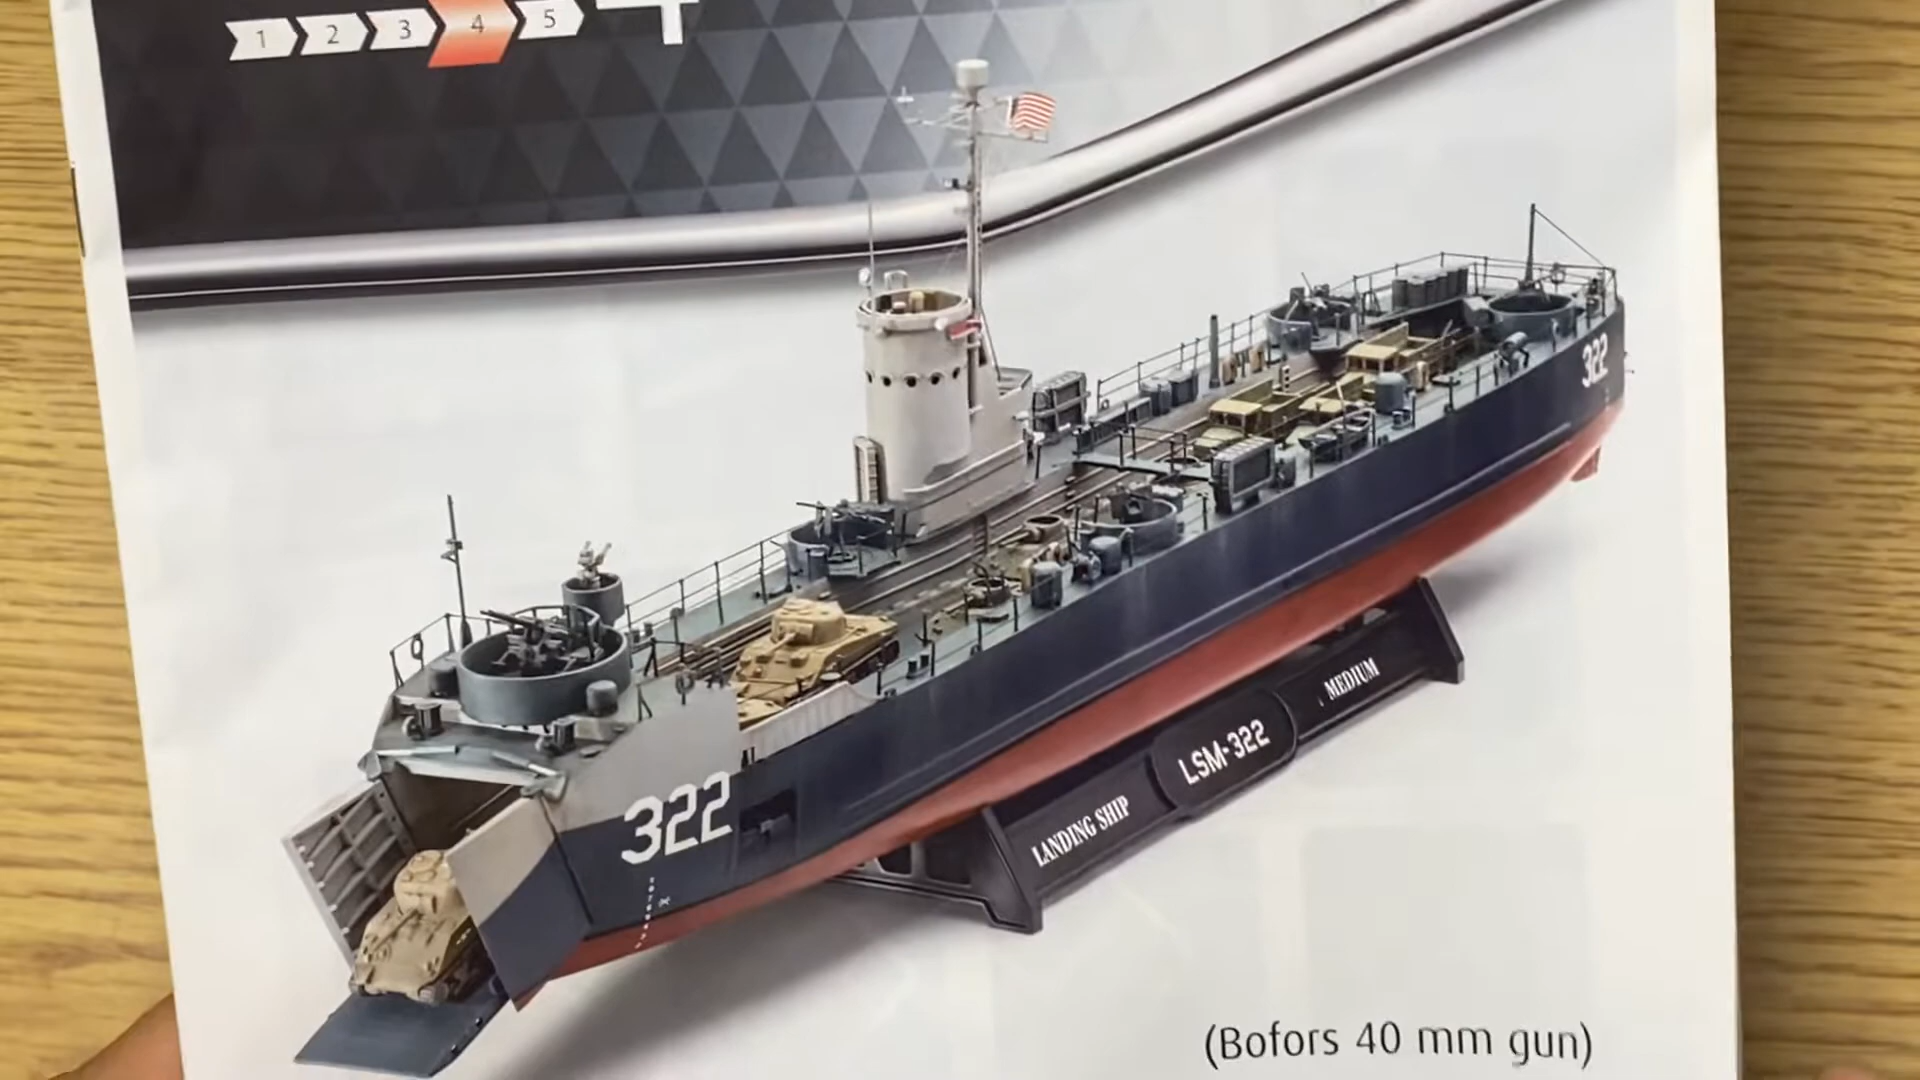 1 2 3 4 5
322
322
LANDING SHIP LSM-322 MEDIUM
(Bofors 40 mm gun)